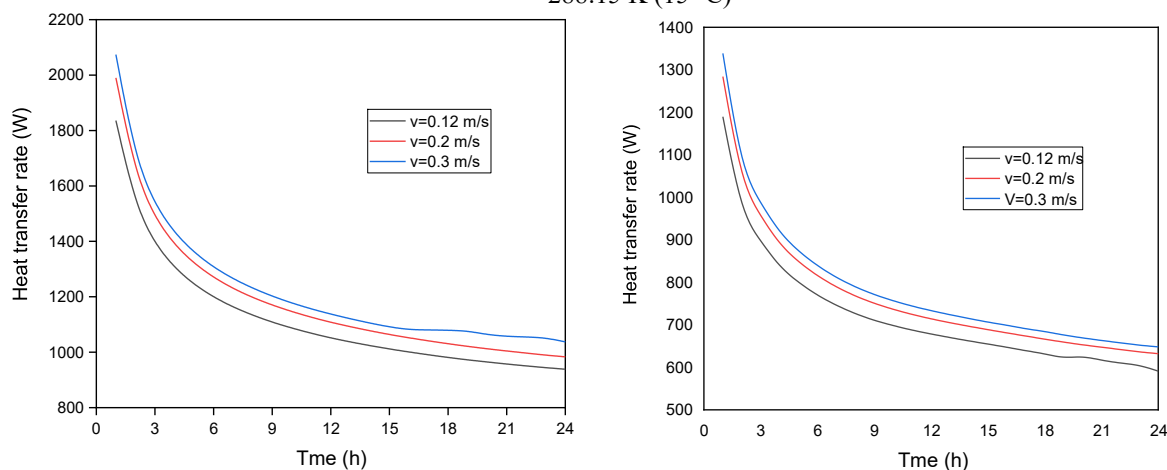 K (15 °C)
2200
2000
1800
1600
1400
1200
1000
800
Heat transfer rate (W)
v=0.12 m/s
v=0.2 m/s
v=0.3 m/s
0 3 6 9 12 15 18 21 24
Tme (h)
1400
1300
1200
1100
1000
900
800
700
600
500
Heat transfer rate (W)
v=0.12 m/s
v=0.2 m/s
V=0.3 m/s
0 3 6 9 12 15 18 21 24
Tme (h)